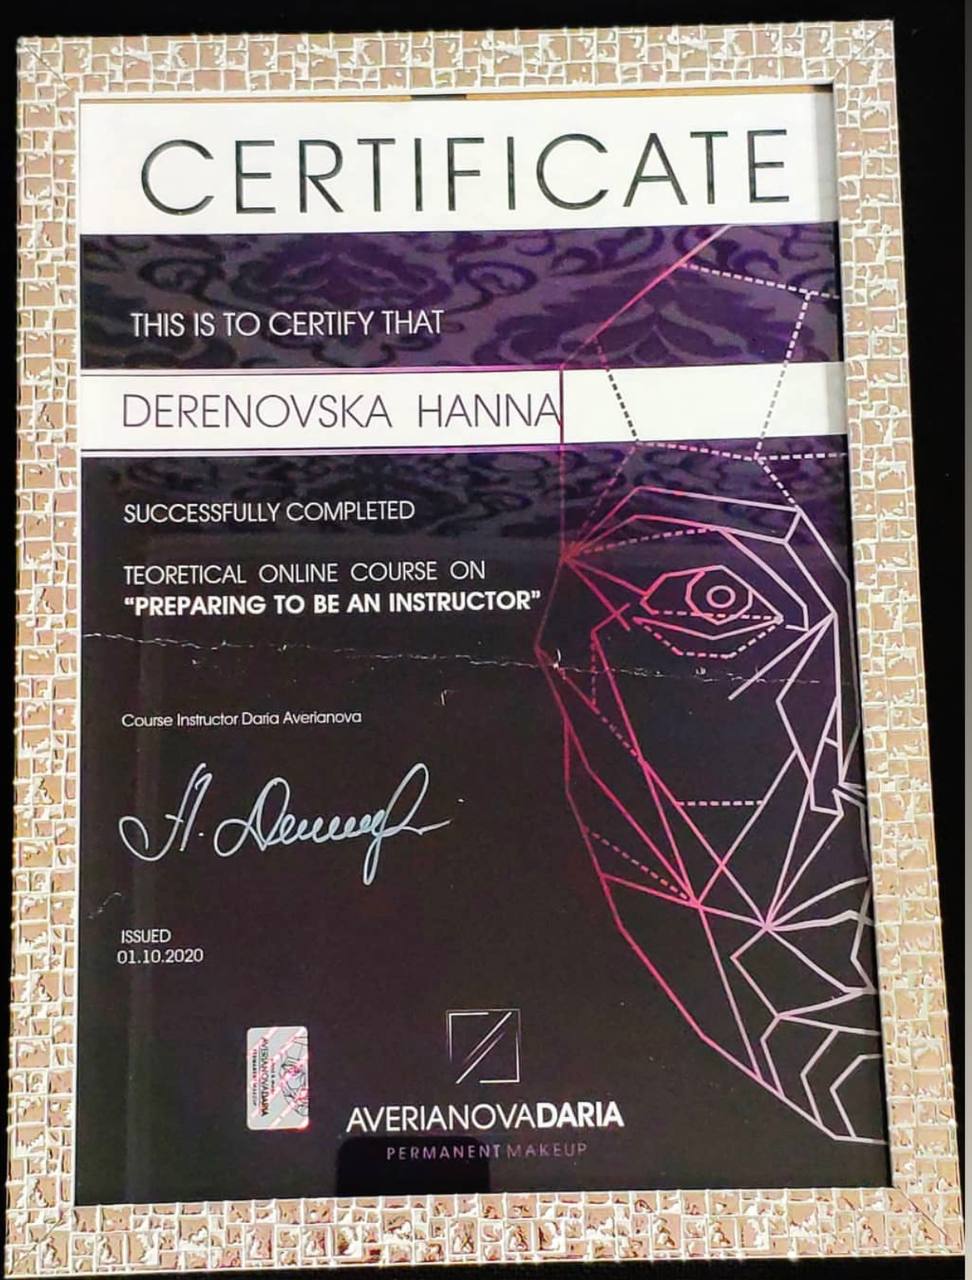 CERTIFICATE
THIS IS TO CERTIFY THAT
DERENOVSKA HANNA
SUCCESSFULLY COMPLETED
TEORETICAL ONLINE COURSE ON
“PREPARING TO BE AN INSTRUCTOR”
Course Instructor Daria Averianova
ISSUED
01.10.2020
AVERIANOVADARIA
AVERIANOVADARIA
PERMANENT MAKEUP